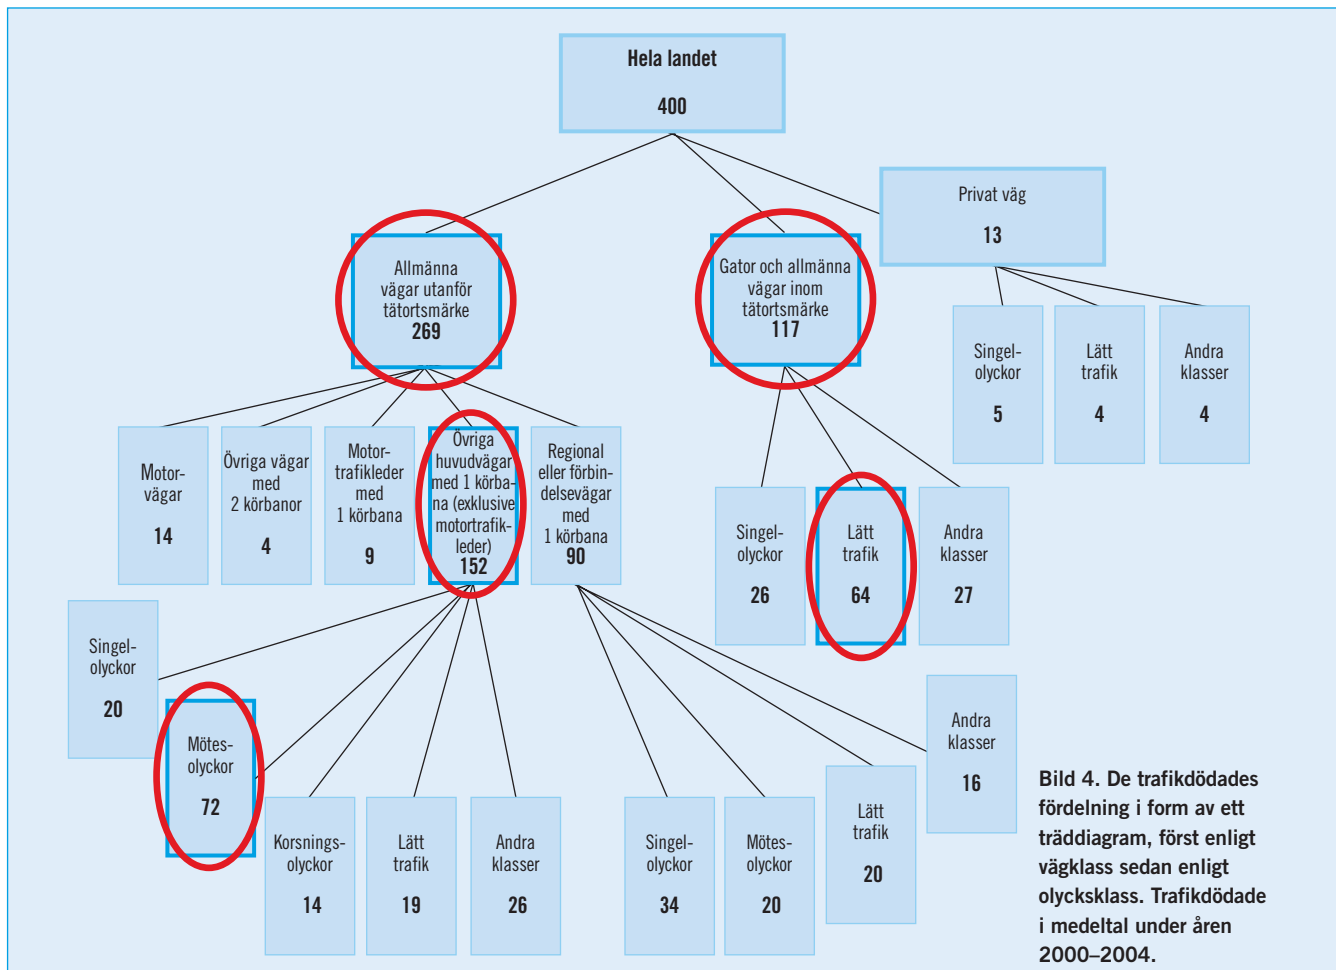 Hela landet
400
Privat väg
13
Allmänna
vägar utanför
tätortsmärke
269
Gator och allmänna
vägar inom
tätortsmärke
117
Singel-
olyckor
5
Lätt
trafik
4
Andra
klasser
4
Motor-
vägar
14
Övriga vägar
med
2 körbanor
4
Motor-
trafikleder
med
1 körbana
9
Övriga
huvudvägar
med 1 körba-
na (exklusive
motortrafik-
leder)
152
Regional
eller förbin-
delsevägar
med
1 körbana
90
Singel-
olyckor
26
Lätt
trafik
64
Andra
klasser
27
Singel-
olyckor
20
Mötes-
olyckor
72
Korsnings-
olyckor
14
Lätt
trafik
19
Andra
klasser
26
Singel-
olyckor
34
Mötes-
olyckor
20
Lätt
trafik
20
Andra
klasser
16
Bild 4. De trafikdödades
fördelning i form av ett
träddiagram, först enligt
vägklass sedan enligt
olycksklass. Trafikdödade
i medeltal under åren
2000–2004.